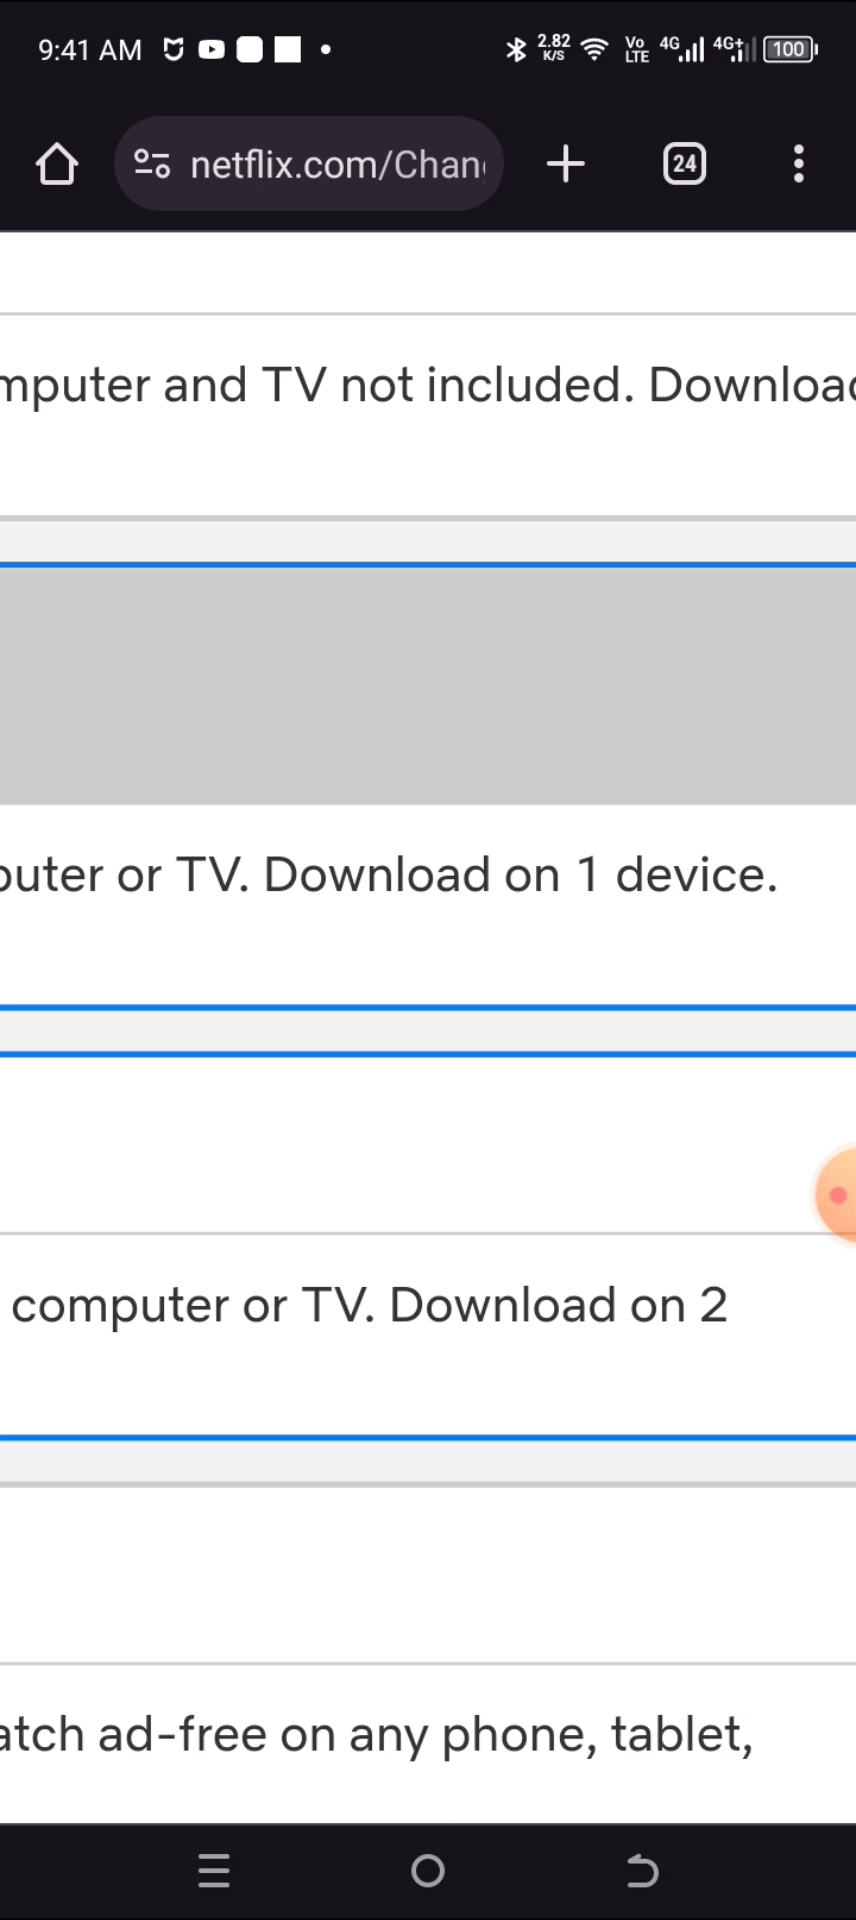 9:41 AM
2.82
K/S
Vo
LTE
4G
4G+
100
netflix.com/Chan
24
mputer and TV not included. Downloa
outer or TV. Download on 1 device.
computer or TV. Download on 2
atch ad-free on any phone, tablet,